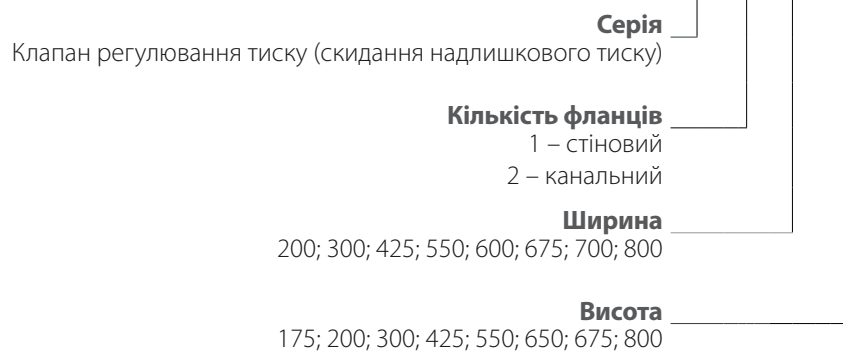 Серія
Клапан регулювання тиску (скидання надлишкового тиску)
Кількість фланців
1 – стіновий
2 – канальний
Ширина
200; 300; 425; 550; 600; 675; 700; 800
Висота
175; 200; 300; 425; 550; 650; 675; 800